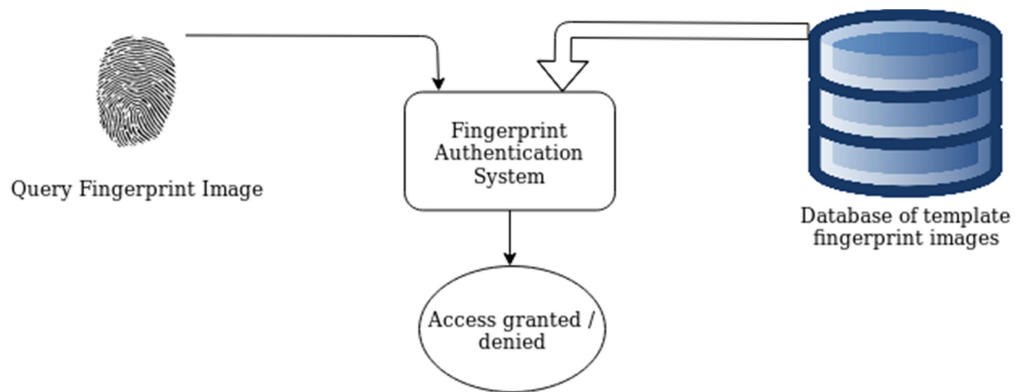 Query Fingerprint Image
Fingerprint
Authentication
System
Database of template
fingerprint images
Access granted /
denied